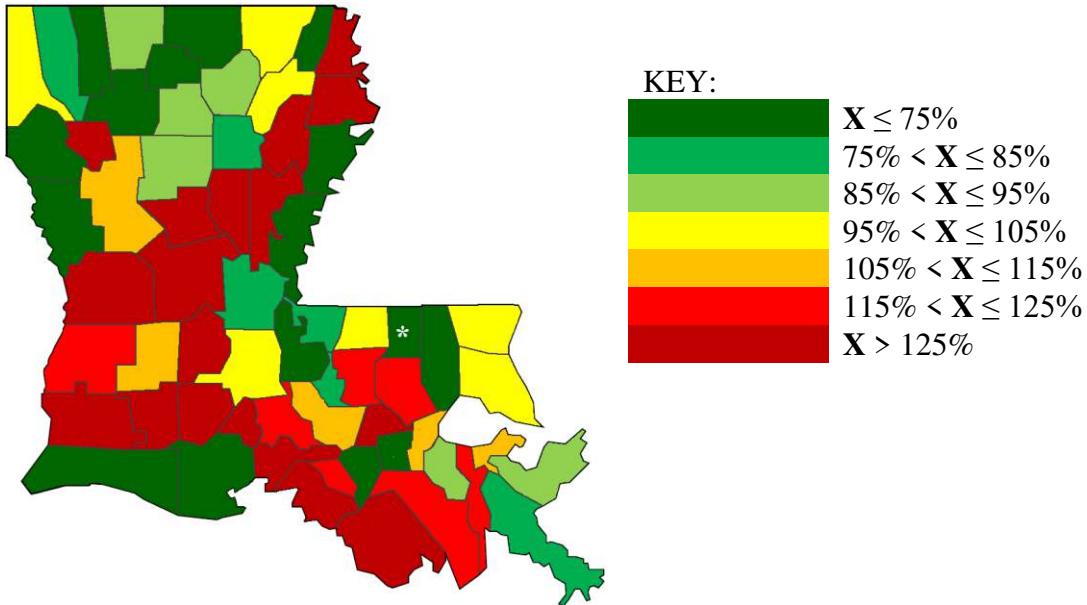 KEY:
X ≤ 75%
75% < X ≤ 85%
85% < X ≤ 95%
95% < X ≤ 105%
105% < X ≤ 115%
115% < X ≤ 125%
X > 125%
*